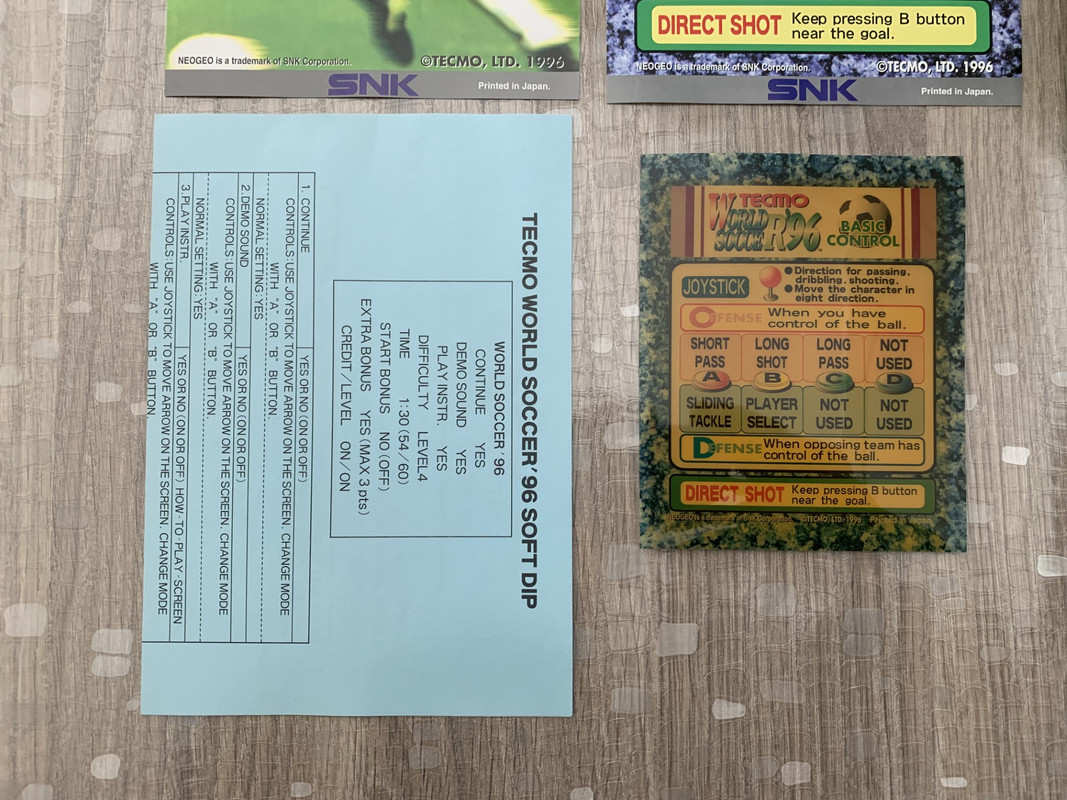 NEOGEO is a trademark of SNK Corporation.
©TECMO, LTD. 1996
SNK
Printed in Japan.
DIRECT SHOT
Keep pressing B button
near the goal.
NEOGEO is a trademark of SNK Corporation.
©TECMO, LTD. 1996
SNK
Printed in Japan.
TECMO WORLD SOCCER '96 SOFT DIP
WORLD SOCCER '96
CONTINUE YES
DEMO SOUND YES
PLAY INSTR. YES
DIFFICULTY LEVEL 4
TIME 1:30 (54/60)
START BONUS NO (OFF)
EXTRA BONUS YES (MAX 3 pts)
CREDIT/LEVEL ON/ON
1. CONTINUE YES OR NO (ON OR OFF)
CONTROLS : USE JOYSTICK TO MOVE ARROW ON THE SCREEN. CHANGE MODE
WITH "A" OR "B" BUTTON.
NORMAL SETTING : YES
2. DEMO SOUND YES OR NO (ON OR OFF)
CONTROLS : USE JOYSTICK TO MOVE ARROW ON THE SCREEN. CHANGE MODE
WITH "A" OR "B" BUTTON.
NORMAL SETTING : YES
3. PLAY INSTR. YES OR NO (ON OR OFF) HOW-TO-PLAY-SCREEN
CONTROLS : USE JOYSTICK TO MOVE ARROW ON THE SCREEN. CHANGE MODE
WITH "A" OR "B" BUTTON.
TECMO
WORLD
SOCCER '96
BASIC
CONTROL
JOYSTICK
●Direction for passing.
dribbling. shooting.
●Move the character in
eight direction.
OFFENSE When you have
control of the ball.
SHORT PASS
LONG SHOT
LONG PASS
NOT USED
A B C D
SLIDING TACKLE
PLAYER SELECT
NOT USED
NOT USED
DEFENSE When opposing team has
control of the ball.
DIRECT SHOT
Keep pressing B button
near the goal.
NEOGEO is a trademark of SNK Corporation. ©TECMO, LTD. 1996 Printed in Japan.